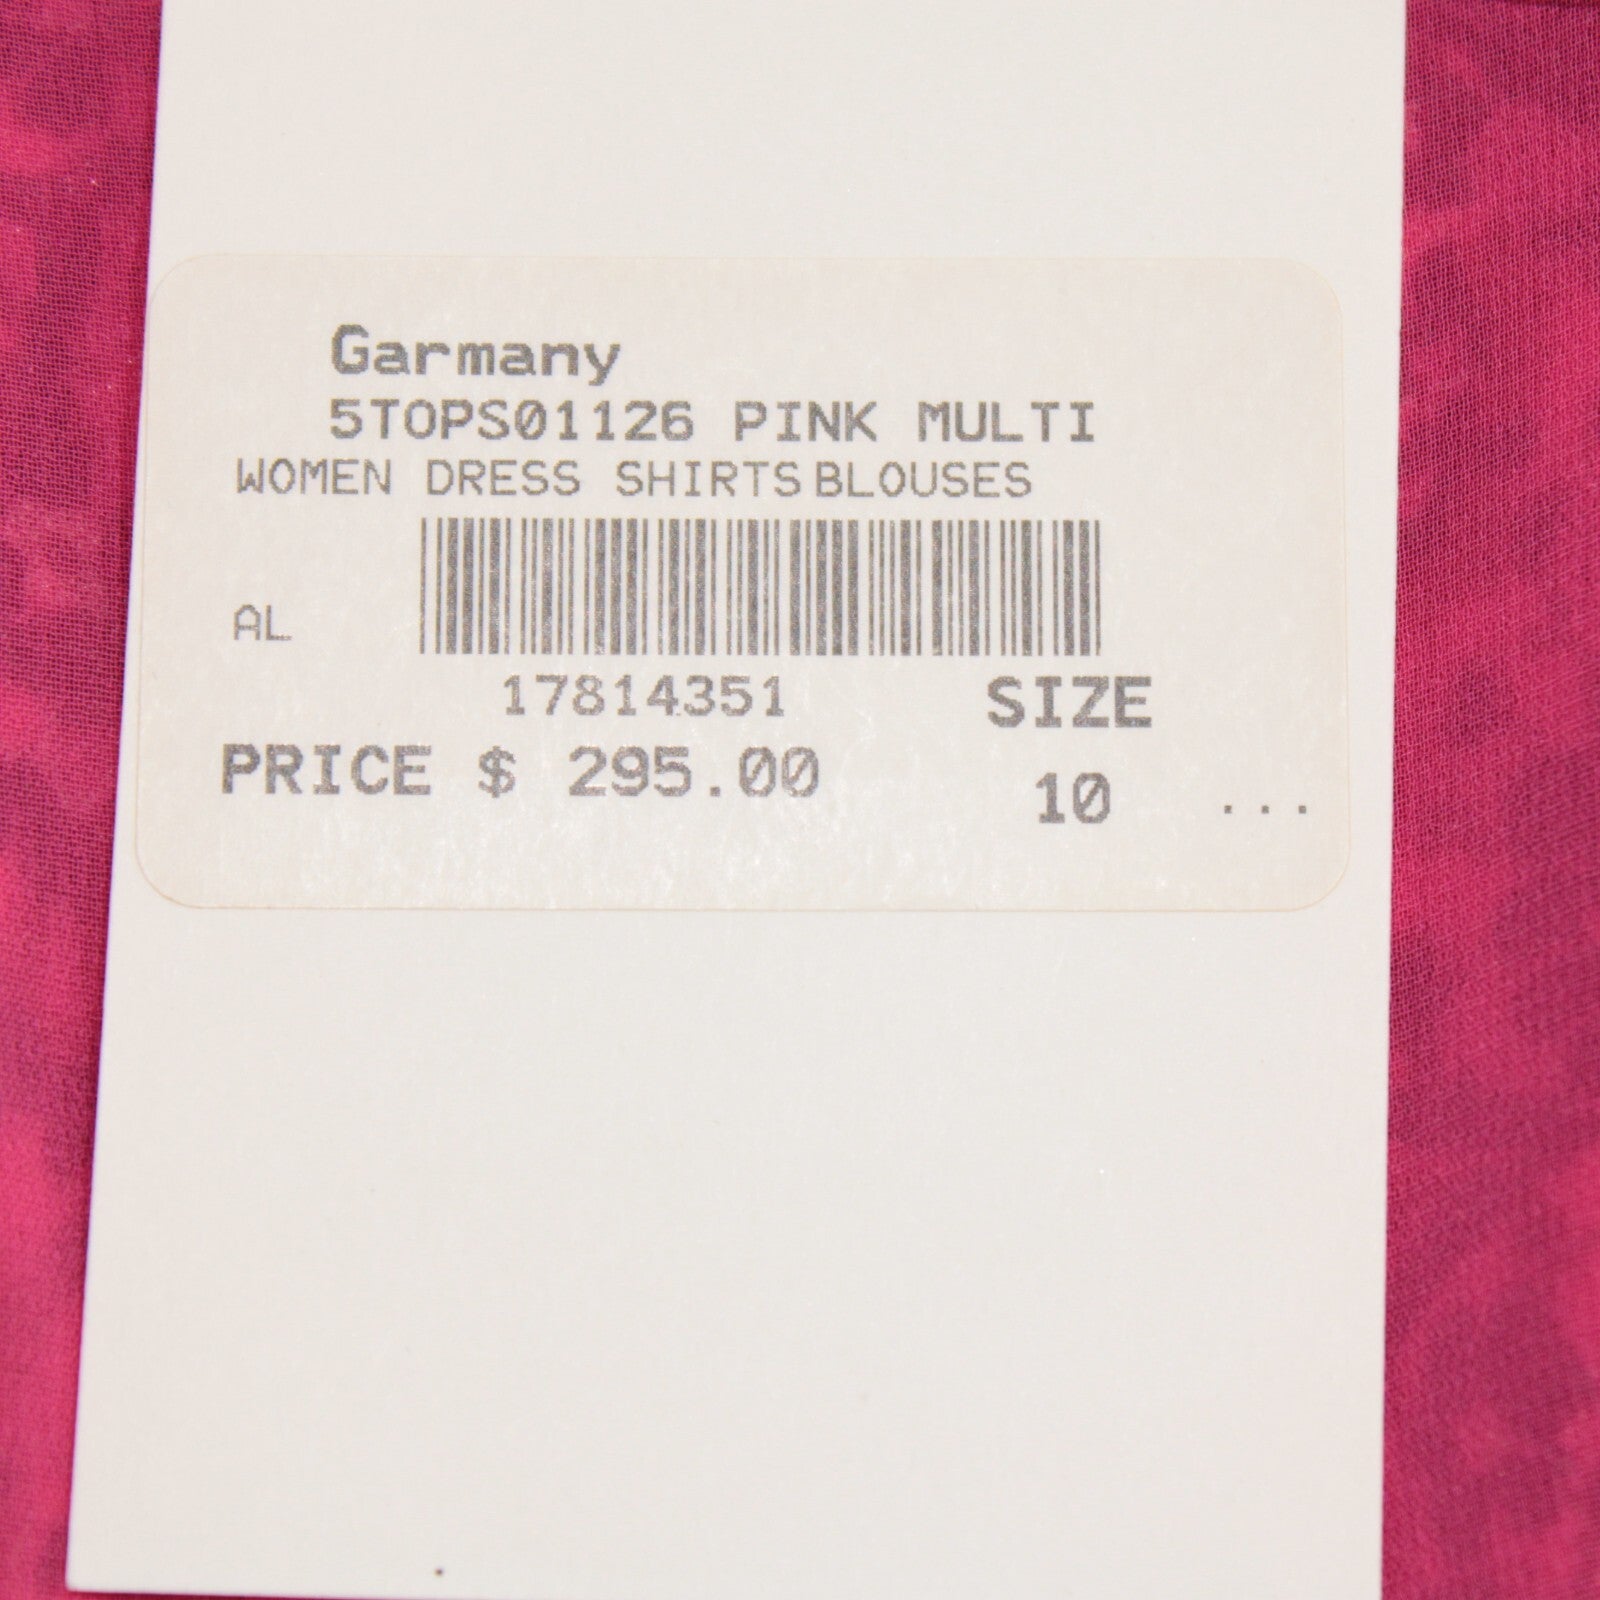 Garmany
5TOPS01126 PINK MULTI
WOMEN DRESS SHIRTS BLOUSES
AL
17814351
SIZE
PRICE $ 295.00
10 ...